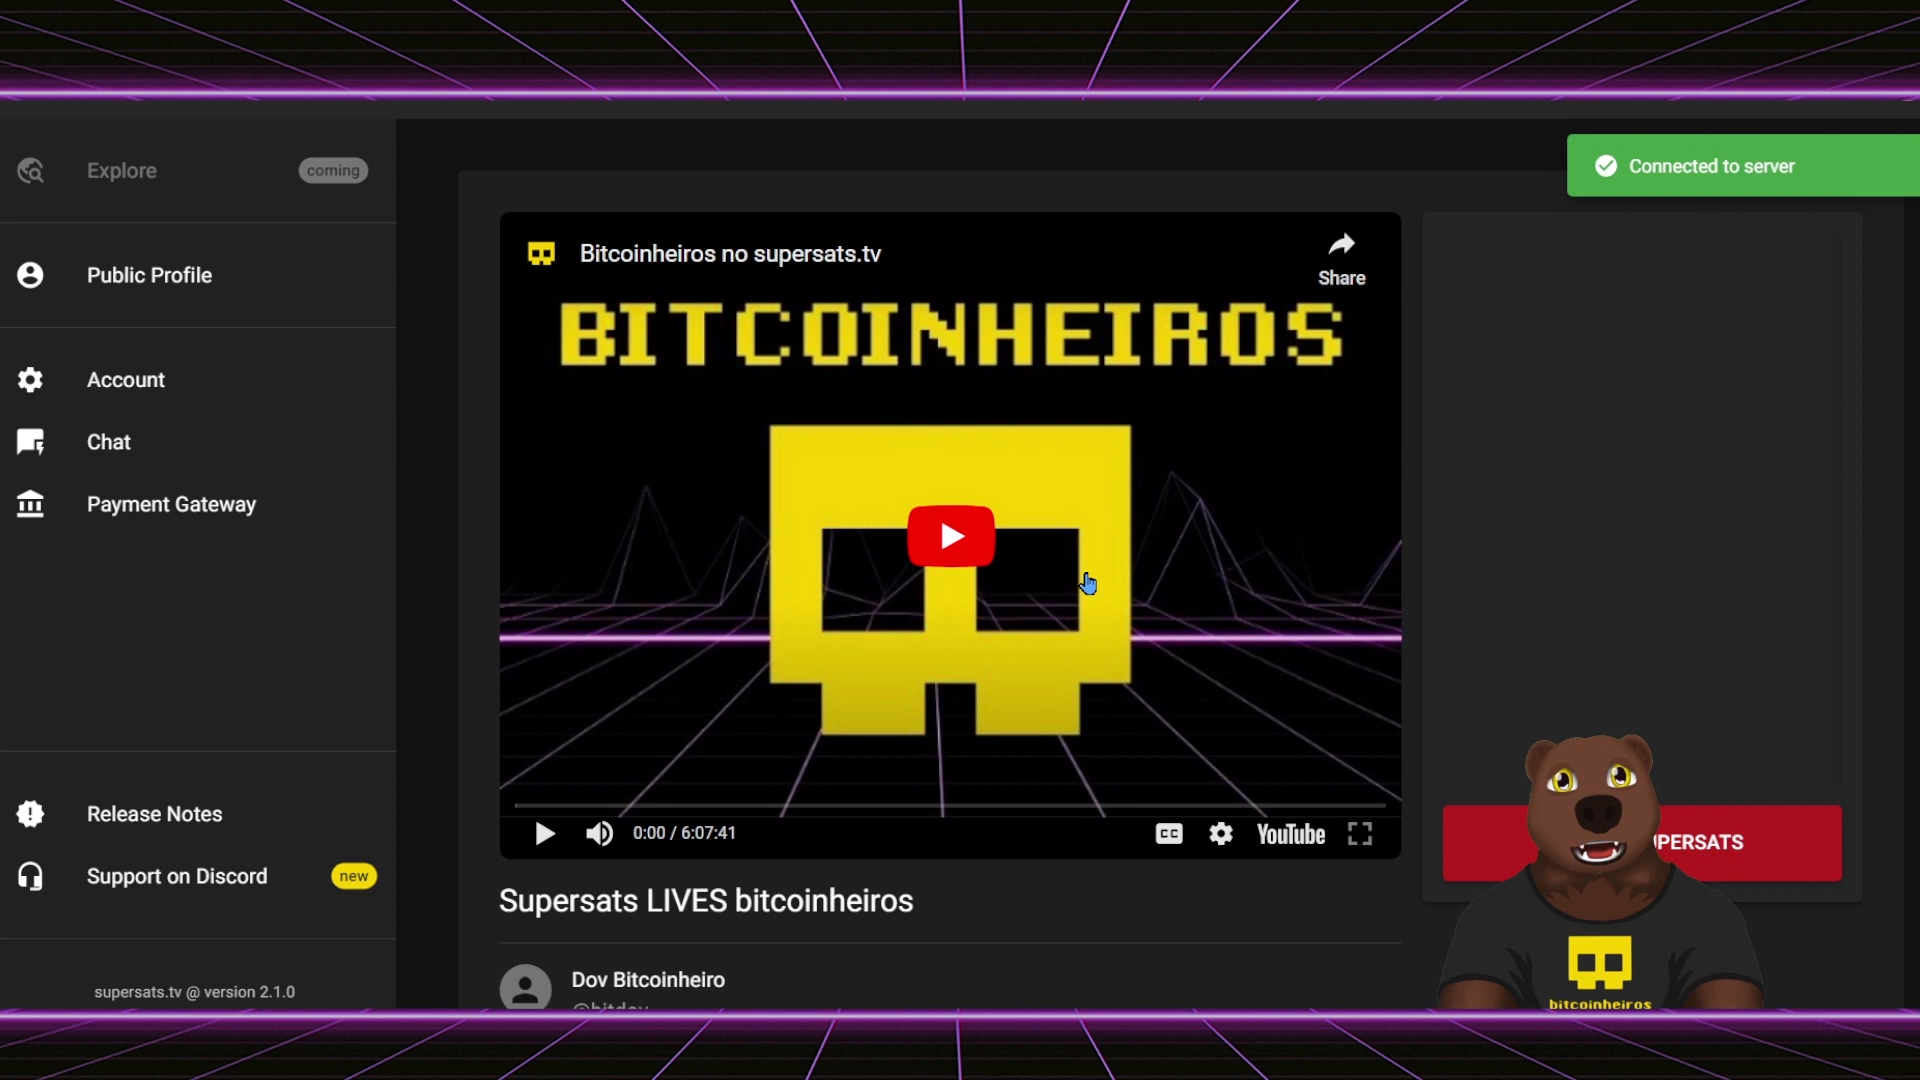 Explore
coming
Public Profile
Account
Chat
Payment Gateway
Release Notes
Support on Discord
new
supersats.tv @ version 2.1.0
Connected to server
Bitcoinheiros no supersats.tv
Share
BITCOINHEIROS
0:00 / 6:07:41
CC
YouTube
Supersats LIVES bitcoinheiros
Dov Bitcoinheiro
@bitdov
PERSATS
bitcoinheiros